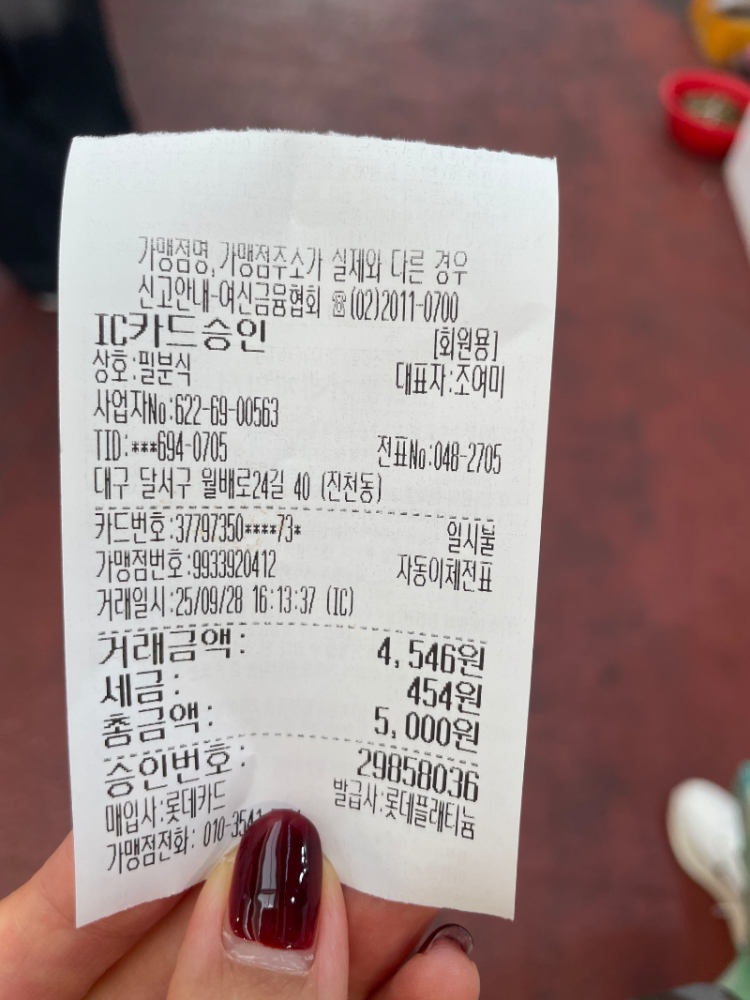 가맹점명, 가맹점주소가 실제와 다른 경우
신고안내-여신금융협회 ☎(02)2011-0700
IC카드승인 [회원용]
상호:필분식 대표자:조여미
사업자No:622-69-00563
TID:***694-0705 전표No:048-2705
대구 달서구 월배로24길 40 (진천동)
카드번호:37797350****73* 일시불
가맹점번호:9933920412 자동이체전표
거래일시:25/09/28 16:13:37 (IC)
거래금액: 4,546원
세금: 454원
총금액: 5,000원
승인번호: 29858036
매입사:롯데카드 발급사:롯데플래티늄
가맹점전화: 010-3541